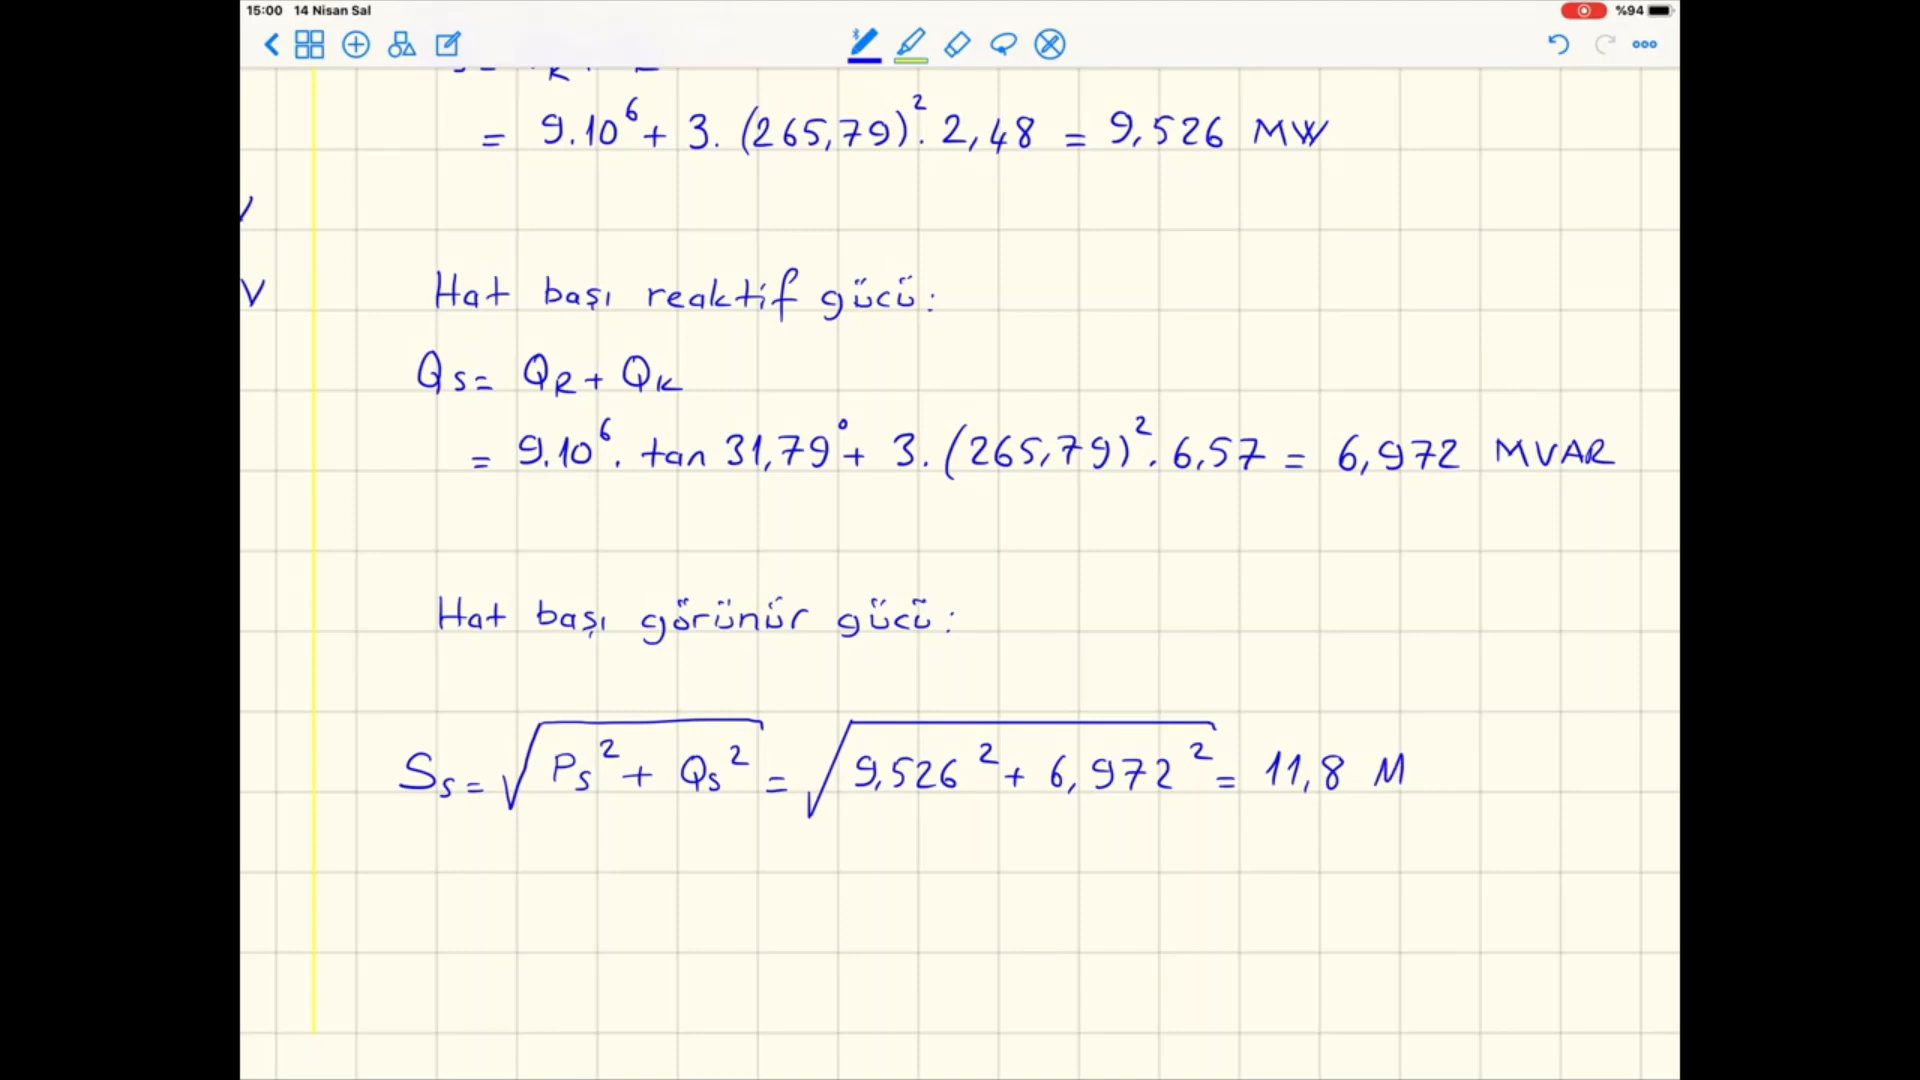 15:00 14 Nisan Sal %94
= 9.10⁶ + 3.(265,79)².2,48 = 9,526 MW
V
Hat başı reaktif gücü:
Qs = QR + QK
= 9.10⁶. tan 31,79° + 3.(265,79)².6,57 = 6,972 MVAR
Hat başı görünür gücü:
Ss = √(Ps² + Qs²) = √(9,526² + 6,972²) = 11,8 M